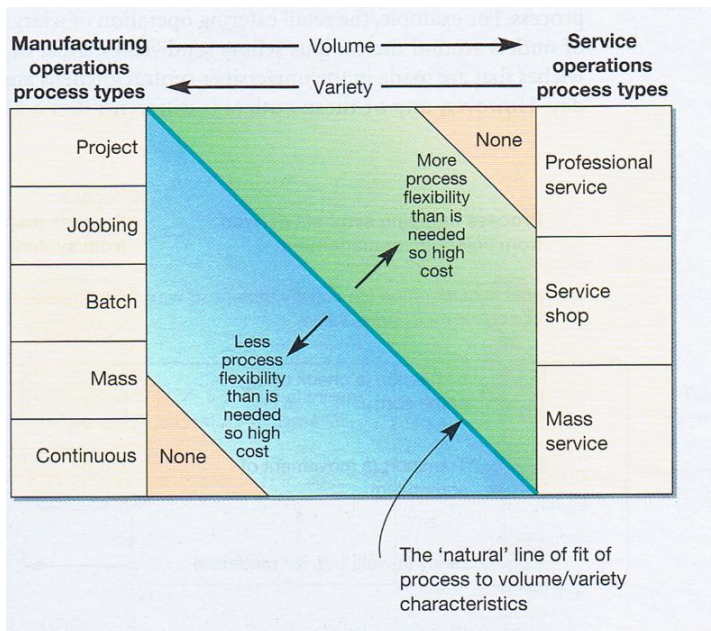 Manufacturing
operations
process types
Volume
Variety
Service
operations
process types
Project
Jobbing
Batch
Mass
Continuous
None
More
process
flexibility
than is
needed
so high
cost
Less
process
flexibility
than is
needed
so high
cost
None
Professional
service
Service
shop
Mass
service
The ‘natural’ line of fit of
process to volume/variety
characteristics